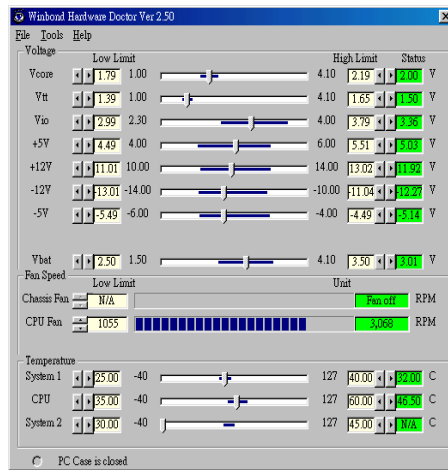 Winbond Hardware Doctor Ver 2.50
File Tools Help
Voltage
Low Limit High Limit Status
Vcore 1.79 1.00 4.10 2.19 2.00 V
Vtt 1.39 1.00 4.10 1.65 1.50 V
Vio 2.99 2.30 4.00 3.79 3.36 V
+5V 4.49 4.00 6.00 5.51 5.03 V
+12V 11.01 10.00 14.00 13.02 11.92 V
-12V -13.01 -14.00 -10.00 -11.04 -12.27 V
-5V -5.49 -6.00 -4.00 -4.49 -5.14 V
Vbat 2.50 1.50 4.10 3.50 3.01 V
Fan Speed
Low Limit Unit
Chassis Fan N/A Fan off RPM
CPU Fan 1055 3,068 RPM
Temperature
System 1 25.00 -40 127 40.00 32.00 C
CPU 35.00 -40 127 60.00 46.50 C
System 2 30.00 -40 127 45.00 N/A C
PC Case is closed